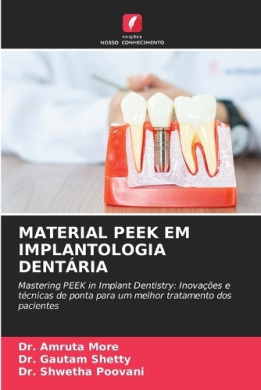 edições
NOSSO CONHECIMENTO
MATERIAL PEEK EM
IMPLANTOLOGIA
DENTÁRIA
Mastering PEEK in Implant Dentistry: Inovações e
técnicas de ponta para um melhor tratamento dos
pacientes
Dr. Amruta More
Dr. Gautam Shetty
Dr. Shwetha Poovani